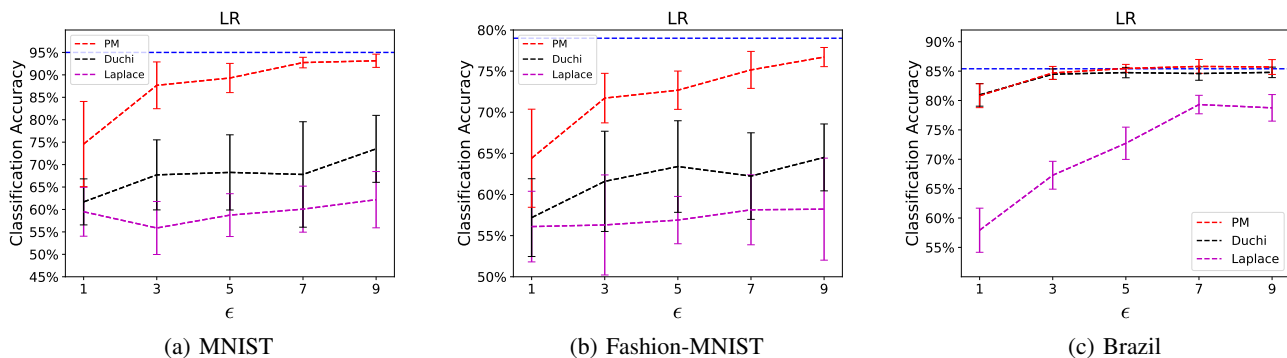 LR
95%
90%
85%
80%
75%
70%
65%
60%
55%
50%
45%
Classification Accuracy
PM
Duchi
Laplace
1 3 5 7 9
ϵ
(a) MNIST
LR
80%
75%
70%
65%
60%
55%
50%
Classification Accuracy
PM
Duchi
Laplace
1 3 5 7 9
ϵ
(b) Fashion-MNIST
LR
90%
85%
80%
75%
70%
65%
60%
55%
Classification Accuracy
PM
Duchi
Laplace
1 3 5 7 9
ϵ
(c) Brazil